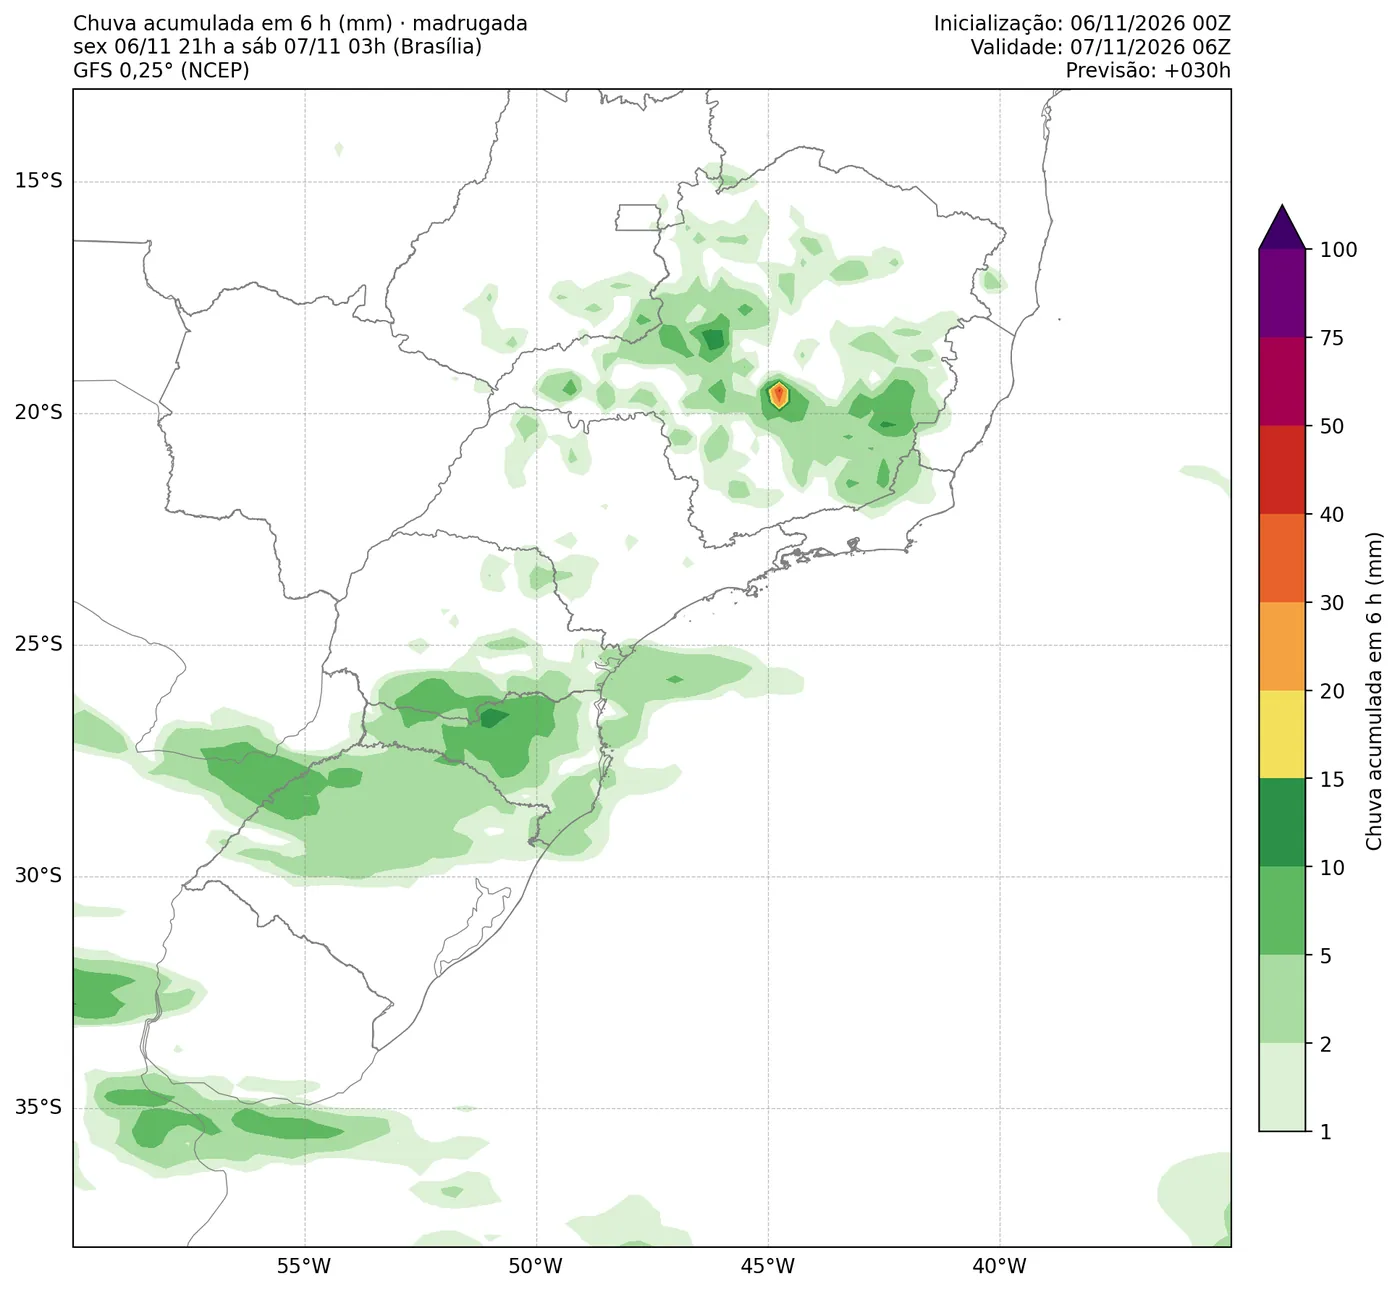 Chuva acumulada em 6 h (mm) · madrugada
sex 06/11 21h a sáb 07/11 03h (Brasília)
GFS 0,25° (NCEP)
Inicialização: 06/11/2026 00Z
Validade: 07/11/2026 06Z
Previsão: +030h
15°S
20°S
25°S
30°S
35°S
55°W
50°W
45°W
40°W
100
75
50
40
30
20
15
10
5
2
1
Chuva acumulada em 6 h (mm)